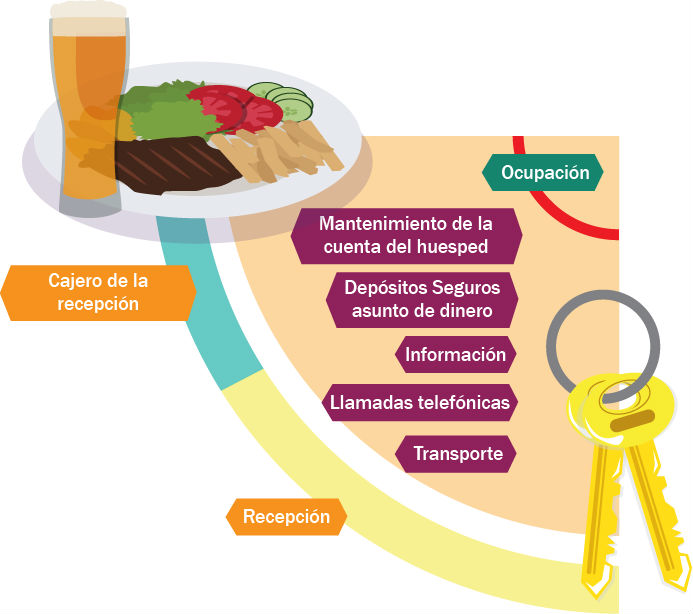 Ocupación
Mantenimiento de la
cuenta del huesped
Cajero de la
recepción
Depósitos Seguros
asunto de dinero
Información
Llamadas telefónicas
Transporte
Recepción